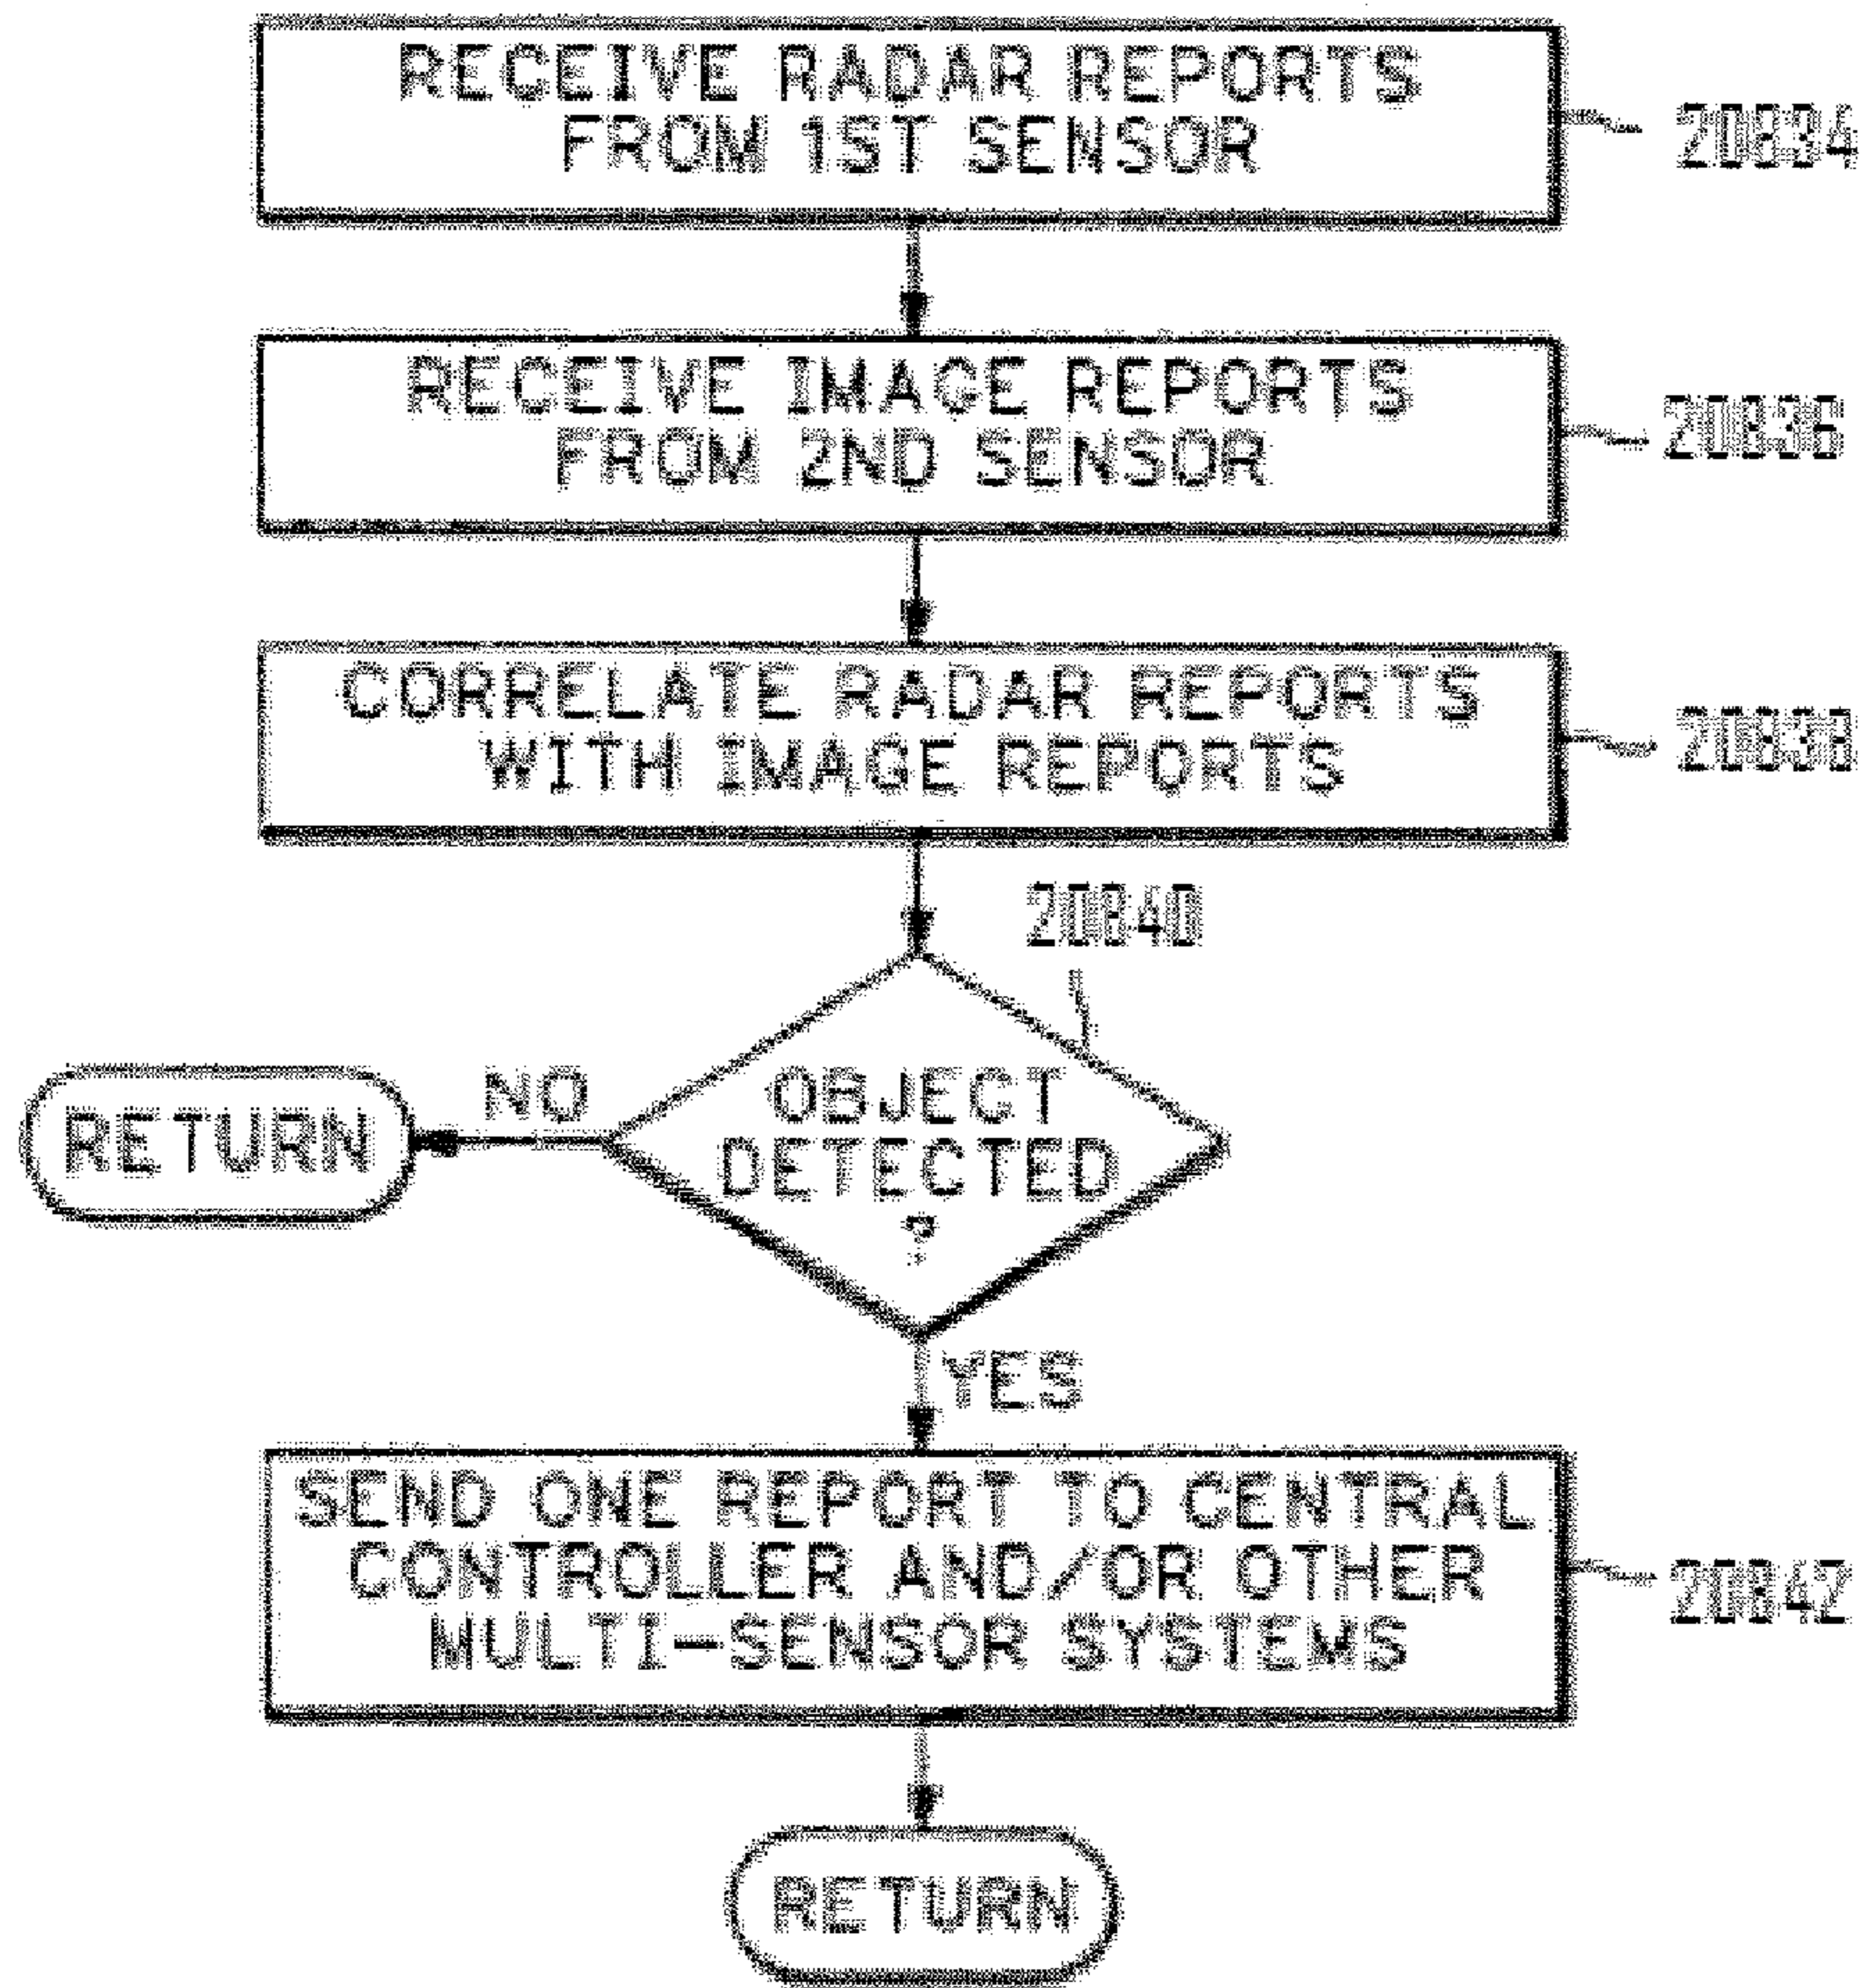 RECEIVE RADAR REPORTS
FROM 1ST SENSOR
20834
RECEIVE IMAGE REPORTS
FROM 2ND SENSOR
20836
CORRELATE RADAR REPORTS
WITH IMAGE REPORTS
20838
20840
OBJECT
DETECTED
?
NO
RETURN
YES
SEND ONE REPORT TO CENTRAL
CONTROLLER AND/OR OTHER
MULTI-SENSOR SYSTEMS
20842
RETURN